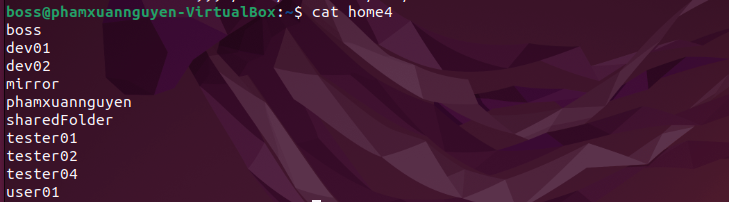 boss@phamxuannguyen-VirtualBox:~$ cat home4
boss
dev01
dev02
mirror
phamxuannguyen
sharedFolder
tester01
tester02
tester04
user01